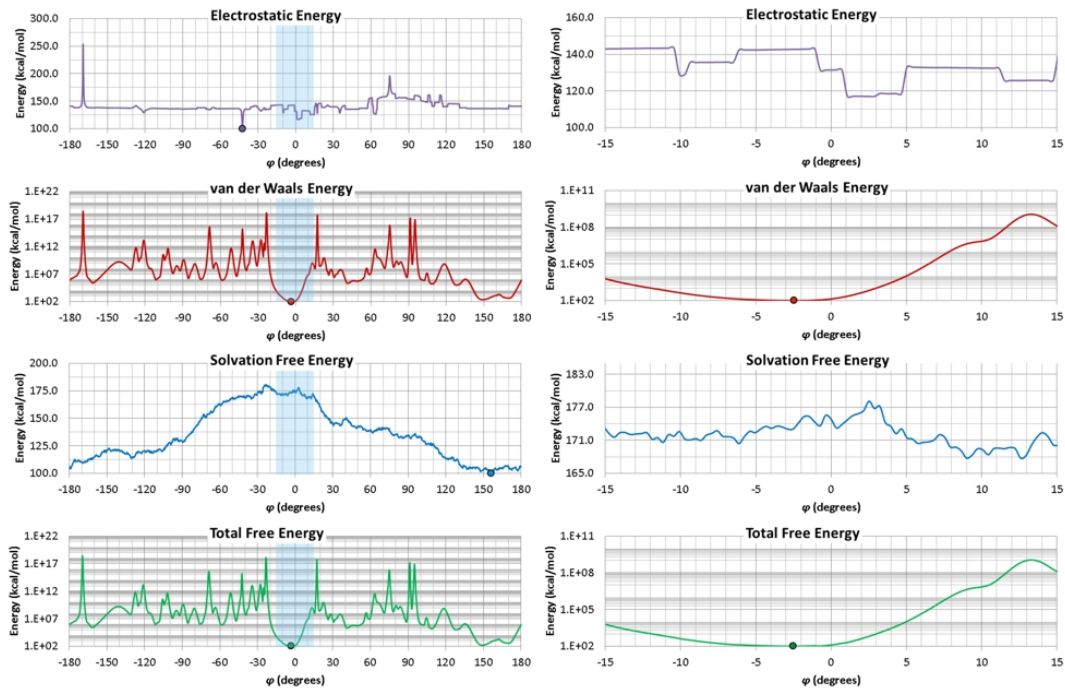 Electrostatic Energy
Energy (kcal/mol)
300.0
250.0
200.0
150.0
100.0
-180 -150 -120 -90 -60 -30 0 30 60 90 120 150 180
φ (degrees)
Electrostatic Energy
Energy (kcal/mol)
160.0
140.0
120.0
100.0
-15 -10 -5 0 5 10 15
φ (degrees)
van der Waals Energy
Energy (kcal/mol)
1.E+22
1.E+17
1.E+12
1.E+07
1.E+02
-180 -150 -120 -90 -60 -30 0 30 60 90 120 150 180
φ (degrees)
van der Waals Energy
Energy (kcal/mol)
1.E+11
1.E+08
1.E+05
1.E+02
-15 -10 -5 0 5 10 15
φ (degrees)
Solvation Free Energy
Energy (kcal/mol)
200.0
175.0
150.0
125.0
100.0
-180 -150 -120 -90 -60 -30 0 30 60 90 120 150 180
φ (degrees)
Solvation Free Energy
Energy (kcal/mol)
183.0
177.0
171.0
165.0
-15 -10 -5 0 5 10 15
φ (degrees)
Total Free Energy
Energy (kcal/mol)
1.E+22
1.E+17
1.E+12
1.E+07
1.E+02
-180 -150 -120 -90 -60 -30 0 30 60 90 120 150 180
φ (degrees)
Total Free Energy
Energy (kcal/mol)
1.E+11
1.E+08
1.E+05
1.E+02
-15 -10 -5 0 5 10 15
φ (degrees)